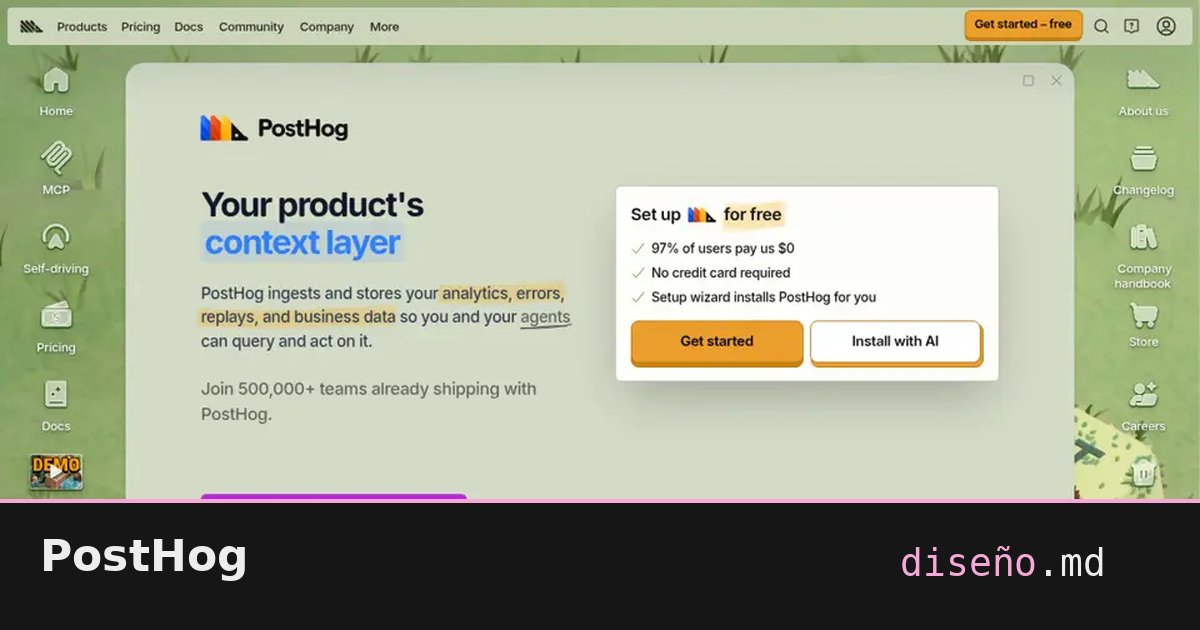 Products Pricing Docs Community Company More
Get started – free
Home
MCP
Self-driving
Pricing
Docs
DEMO
PostHog
Your product's
context layer
PostHog ingests and stores your analytics, errors,
replays, and business data so you and your agents
can query and act on it.
Join 500,000+ teams already shipping with
PostHog.
Set up for free
97% of users pay us $0
No credit card required
Setup wizard installs PostHog for you
Get started
Install with AI
About us
Changelog
Company
handbook
Store
Careers
PostHog
diseño.md